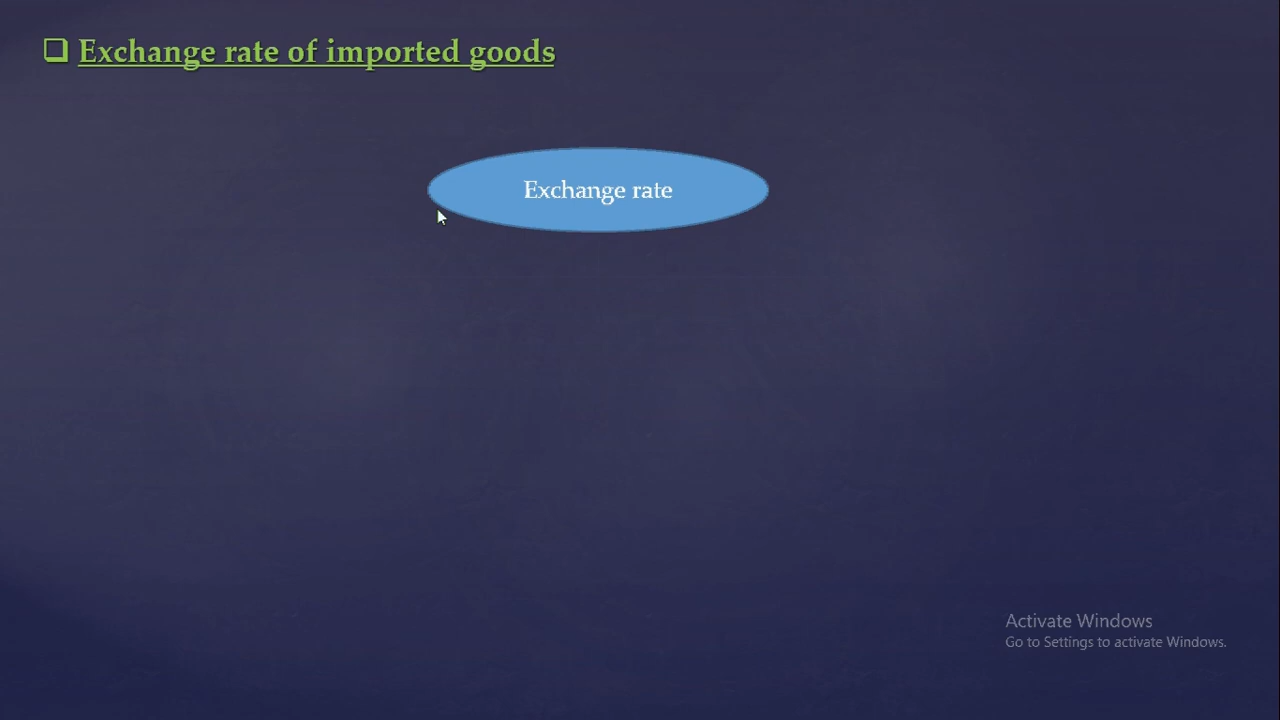 Exchange rate of imported goods
Exchange rate
Activate Windows
Go to Settings to activate Windows.